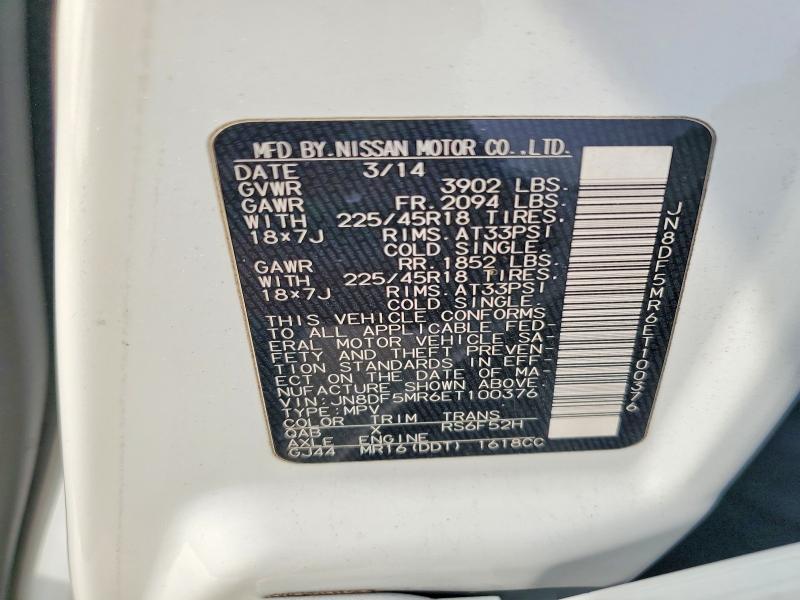 MFD BY.NISSAN MOTOR CO.,LTD.
DATE 3/14
GVWR 3902 LBS.
GAWR FR.2094 LBS.
WITH 225/45R18 TIRES.
18×7J RIMS.AT33PSI
COLD SINGLE.
GAWR RR.1852 LBS.
WITH 225/45R18 TIRES.
18×7J RIMS.AT33PSI
COLD SINGLE.
THIS VEHICLE CONFORMS
TO ALL APPLICABLE FED-
ERAL MOTOR VEHICLE SA-
FETY AND THEFT PREVEN-
TION STANDARDS IN EFF-
ECT ON THE DATE OF MA-
NUFACTURE SHOWN ABOVE.
VIN:JN8DF5MR6ET100376
TYPE:MPV
COLOR TRIM TRANS
QAB X RS6F52H
AXLE ENGINE
GJ44 MR16(DDT) 1618CC
JN8DF5MR6ET100376